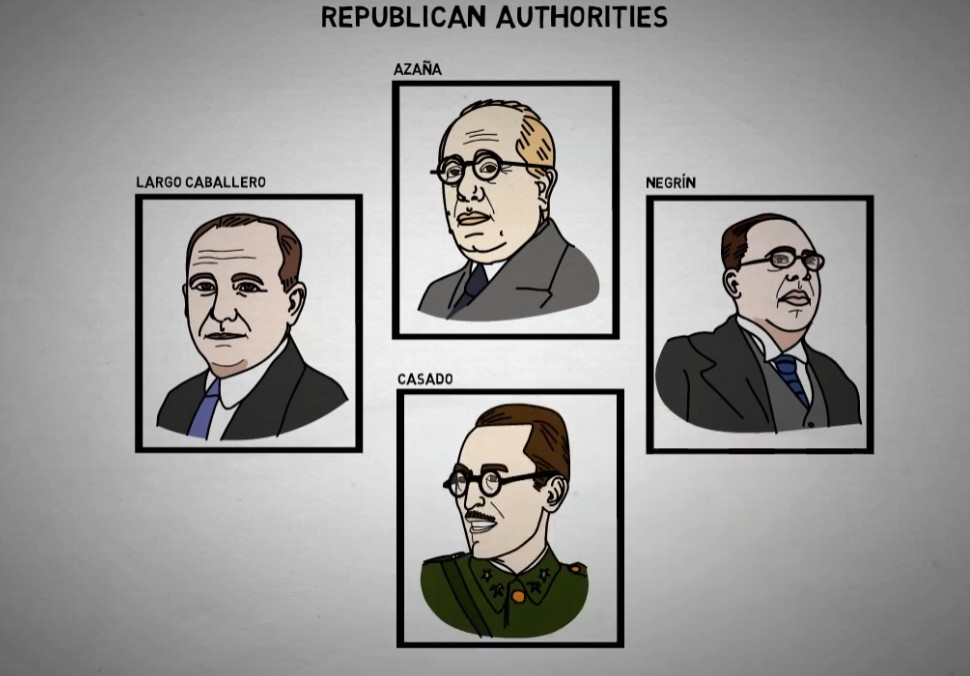 REPUBLICAN AUTHORITIES
AZAÑA
LARGO CABALLERO
NEGRÍN
CASADO